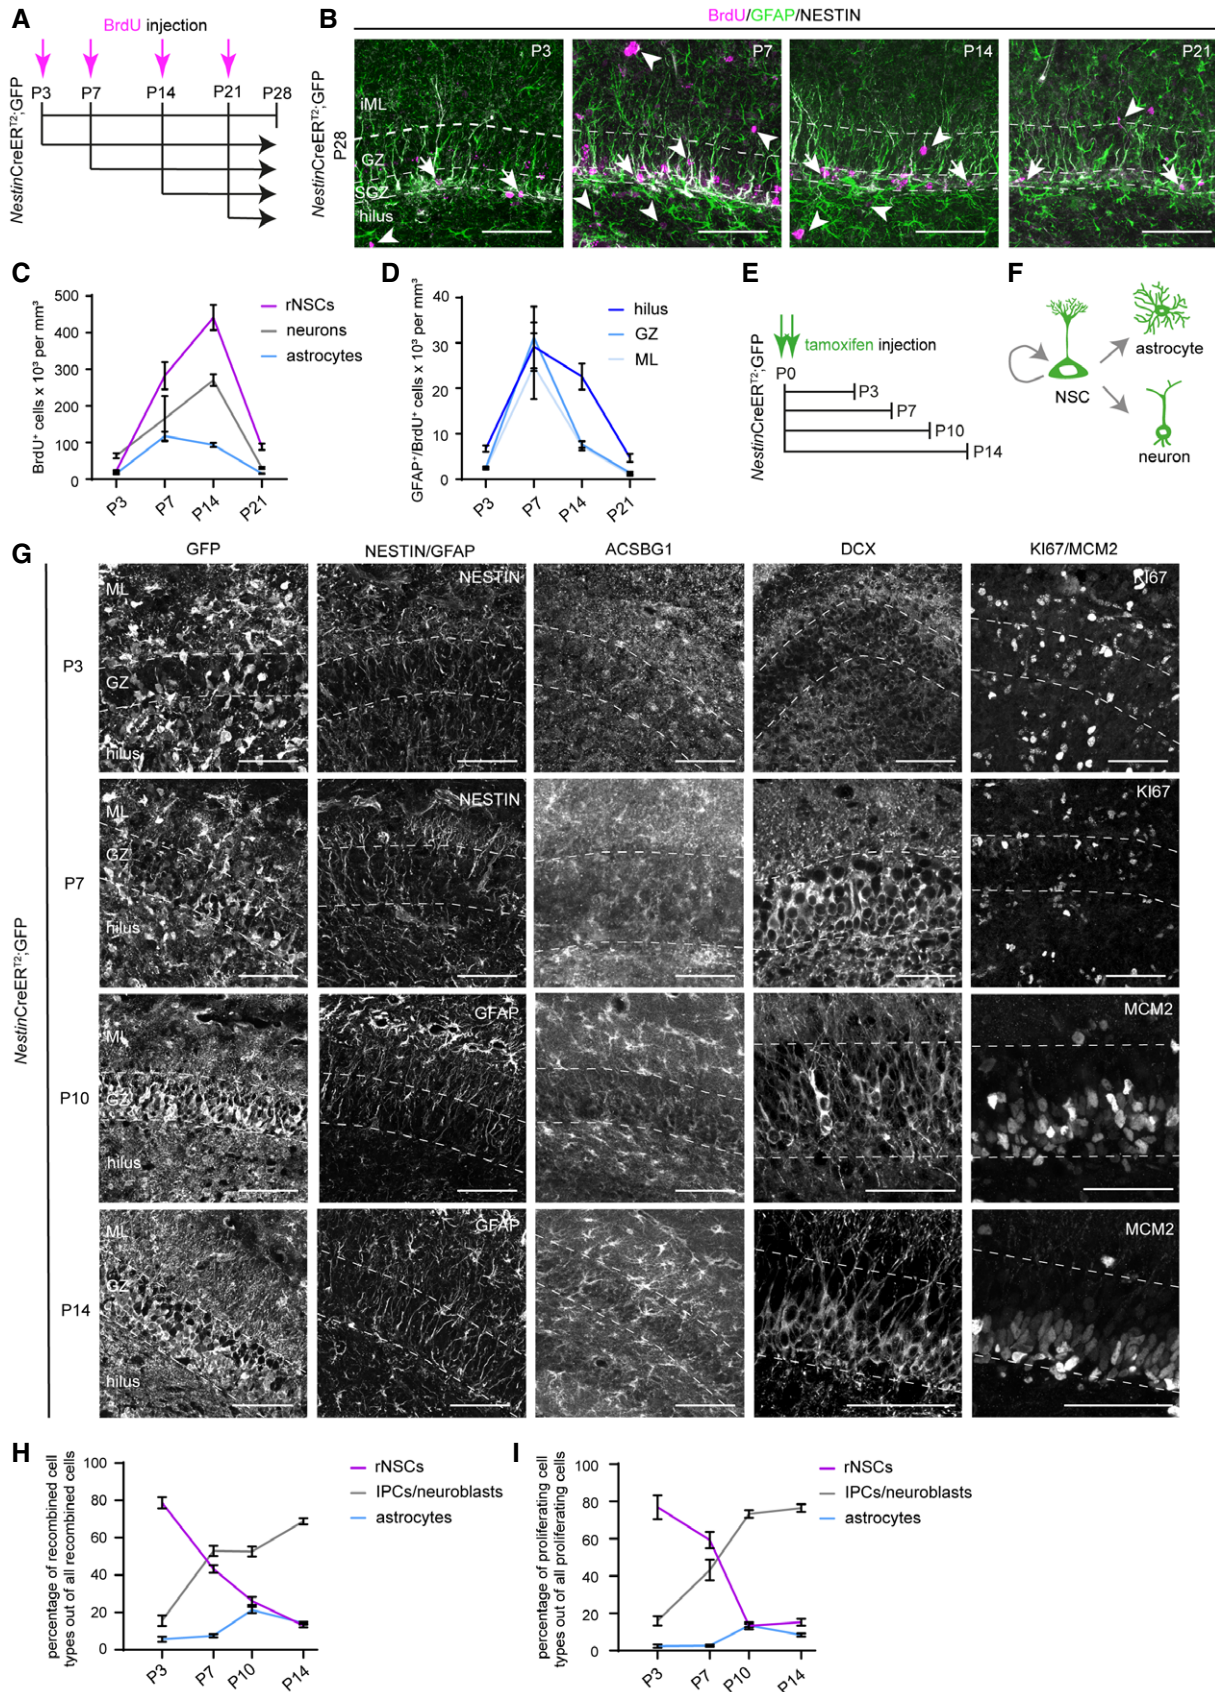 A
BrdU injection
NestinCreERT2;GFP
P3 P7 P14 P21 P28
B
BrdU/GFAP/NESTIN
NestinCreERT2;GFP
P28
P3 P7 P14 P21
iML
GZ
SGZ
hilus
C
BrdU⁺ cells x 10³ per mm³
500
400
300
200
100
0
P3 P7 P14 P21
rNSCs
neurons
astrocytes
D
GFAP⁺/BrdU⁺ cells x 10³ per mm³
40
30
20
10
0
P3 P7 P14 P21
hilus
GZ
ML
E
NestinCreERT2;GFP
tamoxifen injection
P0
P3
P7
P10
P14
F
NSC
astrocyte
neuron
G
GFP NESTIN/GFAP ACSBG1 DCX KI67/MCM2
NestinCreERT2;GFP
P3
ML
GZ
hilus
NESTIN
KI67
P7
ML
GZ
hilus
NESTIN
KI67
P10
ML
GZ
hilus
GFAP
MCM2
P14
ML
GZ
hilus
GFAP
MCM2
H
percentage of recombined cell
types out of all recombined cells
100
80
60
40
20
0
P3 P7 P10 P14
rNSCs
IPCs/neuroblasts
astrocytes
I
percentage of proliferating cell
types out of all proliferating cells
100
80
60
40
20
0
P3 P7 P10 P14
rNSCs
IPCs/neuroblasts
astrocytes